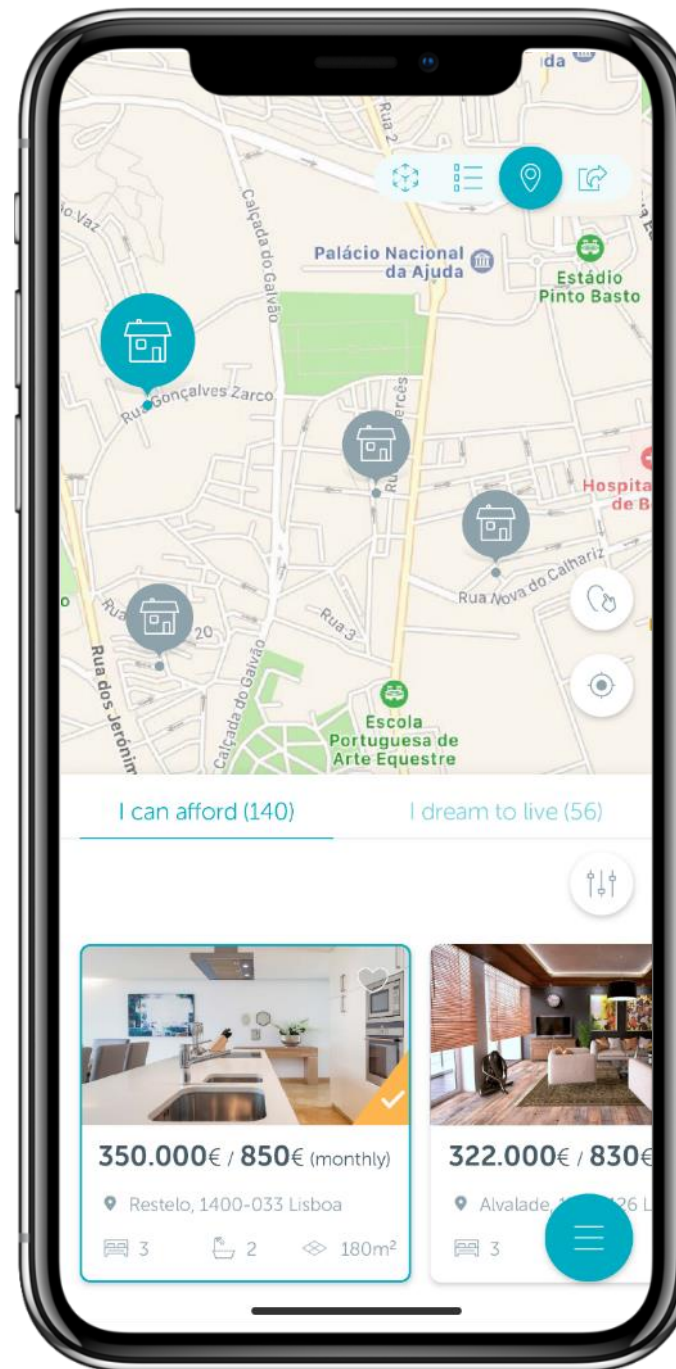 Rua 2
Calçada do Galvão
Palácio Nacional
da Ajuda
Estádio
Pinto Basto
Rua Gonçalves Zarco
Hospita
de B
Rua Nova do Calhariz
Rua
20
Rua 3
Rua dos Jerónim
Calçada do Galvão
Escola
Portuguesa de
Arte Equestre
I can afford (140)
I dream to live (56)
350.000€ / 850€ (monthly)
322.000€ / 830€
Restelo, 1400-033 Lisboa
Alvalade,
3
2
180m²
3